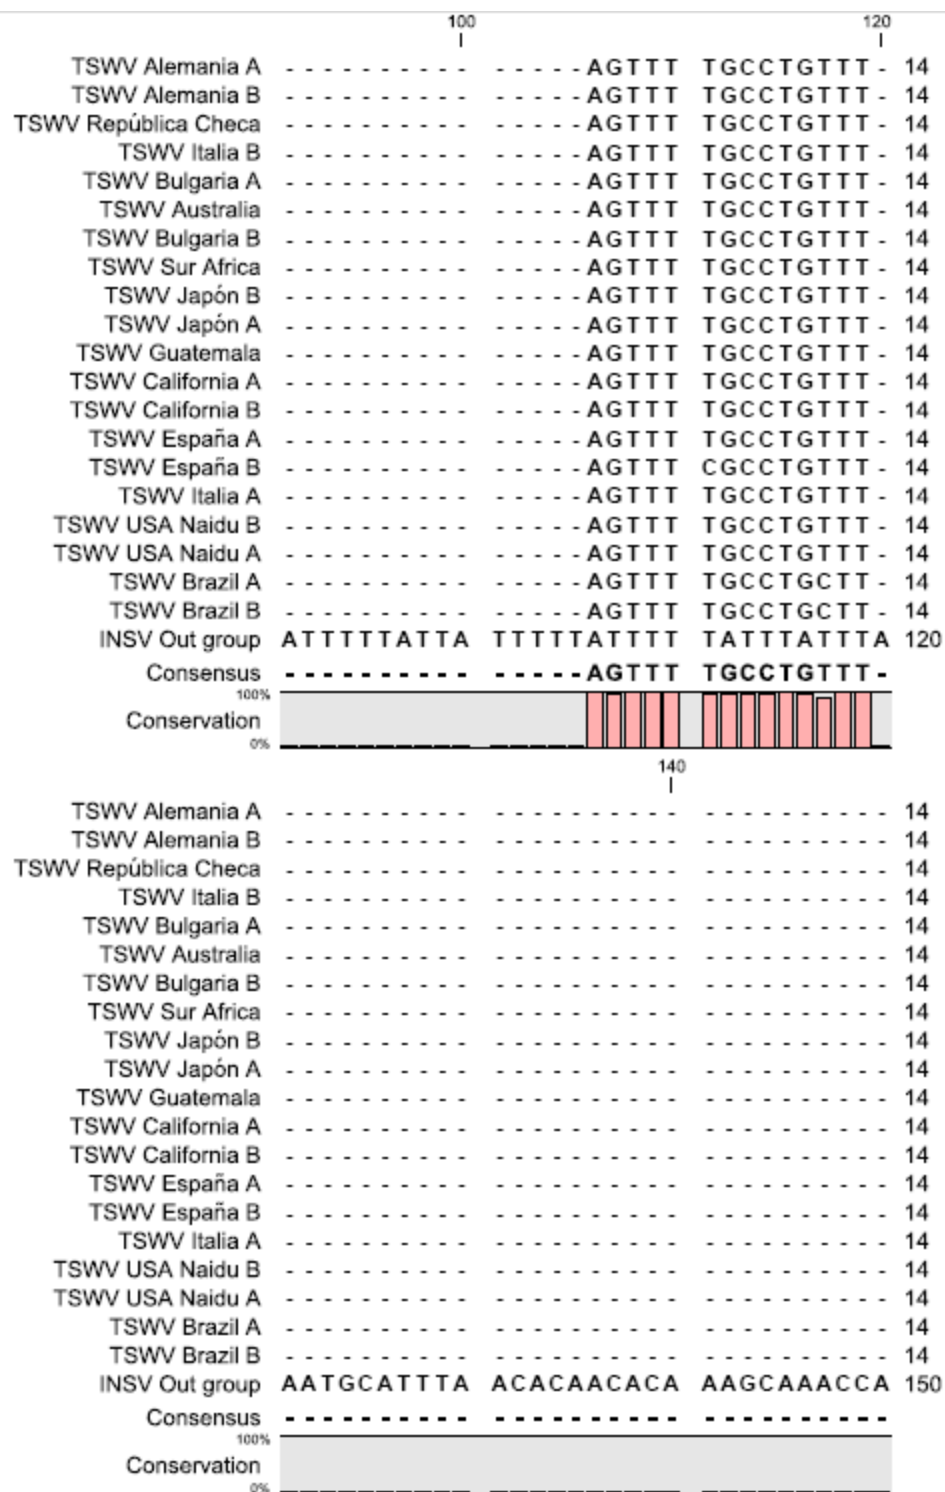 100 120
TSWV Alemania A - - - - - - - - - - - - - - - AGTTT TGCCTGTTT - 14
TSWV Alemania B - - - - - - - - - - - - - - - AGTTT TGCCTGTTT - 14
TSWV República Checa - - - - - - - - - - - - - - - AGTTT TGCCTGTTT - 14
TSWV Italia B - - - - - - - - - - - - - - - AGTTT TGCCTGTTT - 14
TSWV Bulgaria A - - - - - - - - - - - - - - - AGTTT TGCCTGTTT - 14
TSWV Australia - - - - - - - - - - - - - - - AGTTT TGCCTGTTT - 14
TSWV Bulgaria B - - - - - - - - - - - - - - - AGTTT TGCCTGTTT - 14
TSWV Sur Africa - - - - - - - - - - - - - - - AGTTT TGCCTGTTT - 14
TSWV Japón B - - - - - - - - - - - - - - - AGTTT TGCCTGTTT - 14
TSWV Japón A - - - - - - - - - - - - - - - AGTTT TGCCTGTTT - 14
TSWV Guatemala - - - - - - - - - - - - - - - AGTTT TGCCTGTTT - 14
TSWV California A - - - - - - - - - - - - - - - AGTTT TGCCTGTTT - 14
TSWV California B - - - - - - - - - - - - - - - AGTTT TGCCTGTTT - 14
TSWV España A - - - - - - - - - - - - - - - AGTTT TGCCTGTTT - 14
TSWV España B - - - - - - - - - - - - - - - AGTTT CGCCTGTTT - 14
TSWV Italia A - - - - - - - - - - - - - - - AGTTT TGCCTGTTT - 14
TSWV USA Naidu B - - - - - - - - - - - - - - - AGTTT TGCCTGTTT - 14
TSWV USA Naidu A - - - - - - - - - - - - - - - AGTTT TGCCTGTTT - 14
TSWV Brazil A - - - - - - - - - - - - - - - AGTTT TGCCTGCTT - 14
TSWV Brazil B - - - - - - - - - - - - - - - AGTTT TGCCTGCTT - 14
INSV Out group ATTTTTATTA TTTTTATTTT TATTTATTTA 120
Consensus - - - - - - - - - - - - - - - AGTTT TGCCTGTTT -
100%
Conservation
0%
140
TSWV Alemania A - - - - - - - - - - - - - - - - - - - - - - - - - - - - - - 14
TSWV Alemania B - - - - - - - - - - - - - - - - - - - - - - - - - - - - - - 14
TSWV República Checa - - - - - - - - - - - - - - - - - - - - - - - - - - - - - - 14
TSWV Italia B - - - - - - - - - - - - - - - - - - - - - - - - - - - - - - 14
TSWV Bulgaria A - - - - - - - - - - - - - - - - - - - - - - - - - - - - - - 14
TSWV Australia - - - - - - - - - - - - - - - - - - - - - - - - - - - - - - 14
TSWV Bulgaria B - - - - - - - - - - - - - - - - - - - - - - - - - - - - - - 14
TSWV Sur Africa - - - - - - - - - - - - - - - - - - - - - - - - - - - - - - 14
TSWV Japón B - - - - - - - - - - - - - - - - - - - - - - - - - - - - - - 14
TSWV Japón A - - - - - - - - - - - - - - - - - - - - - - - - - - - - - - 14
TSWV Guatemala - - - - - - - - - - - - - - - - - - - - - - - - - - - - - - 14
TSWV California A - - - - - - - - - - - - - - - - - - - - - - - - - - - - - - 14
TSWV California B - - - - - - - - - - - - - - - - - - - - - - - - - - - - - - 14
TSWV España A - - - - - - - - - - - - - - - - - - - - - - - - - - - - - - 14
TSWV España B - - - - - - - - - - - - - - - - - - - - - - - - - - - - - - 14
TSWV Italia A - - - - - - - - - - - - - - - - - - - - - - - - - - - - - - 14
TSWV USA Naidu B - - - - - - - - - - - - - - - - - - - - - - - - - - - - - - 14
TSWV USA Naidu A - - - - - - - - - - - - - - - - - - - - - - - - - - - - - - 14
TSWV Brazil A - - - - - - - - - - - - - - - - - - - - - - - - - - - - - - 14
TSWV Brazil B - - - - - - - - - - - - - - - - - - - - - - - - - - - - - - 14
INSV Out group AATGCATTTA ACACAACACA AAGCAAACCA 150
Consensus - - - - - - - - - - - - - - - - - - - - - - - - - - - - - -
100%
Conservation
0%